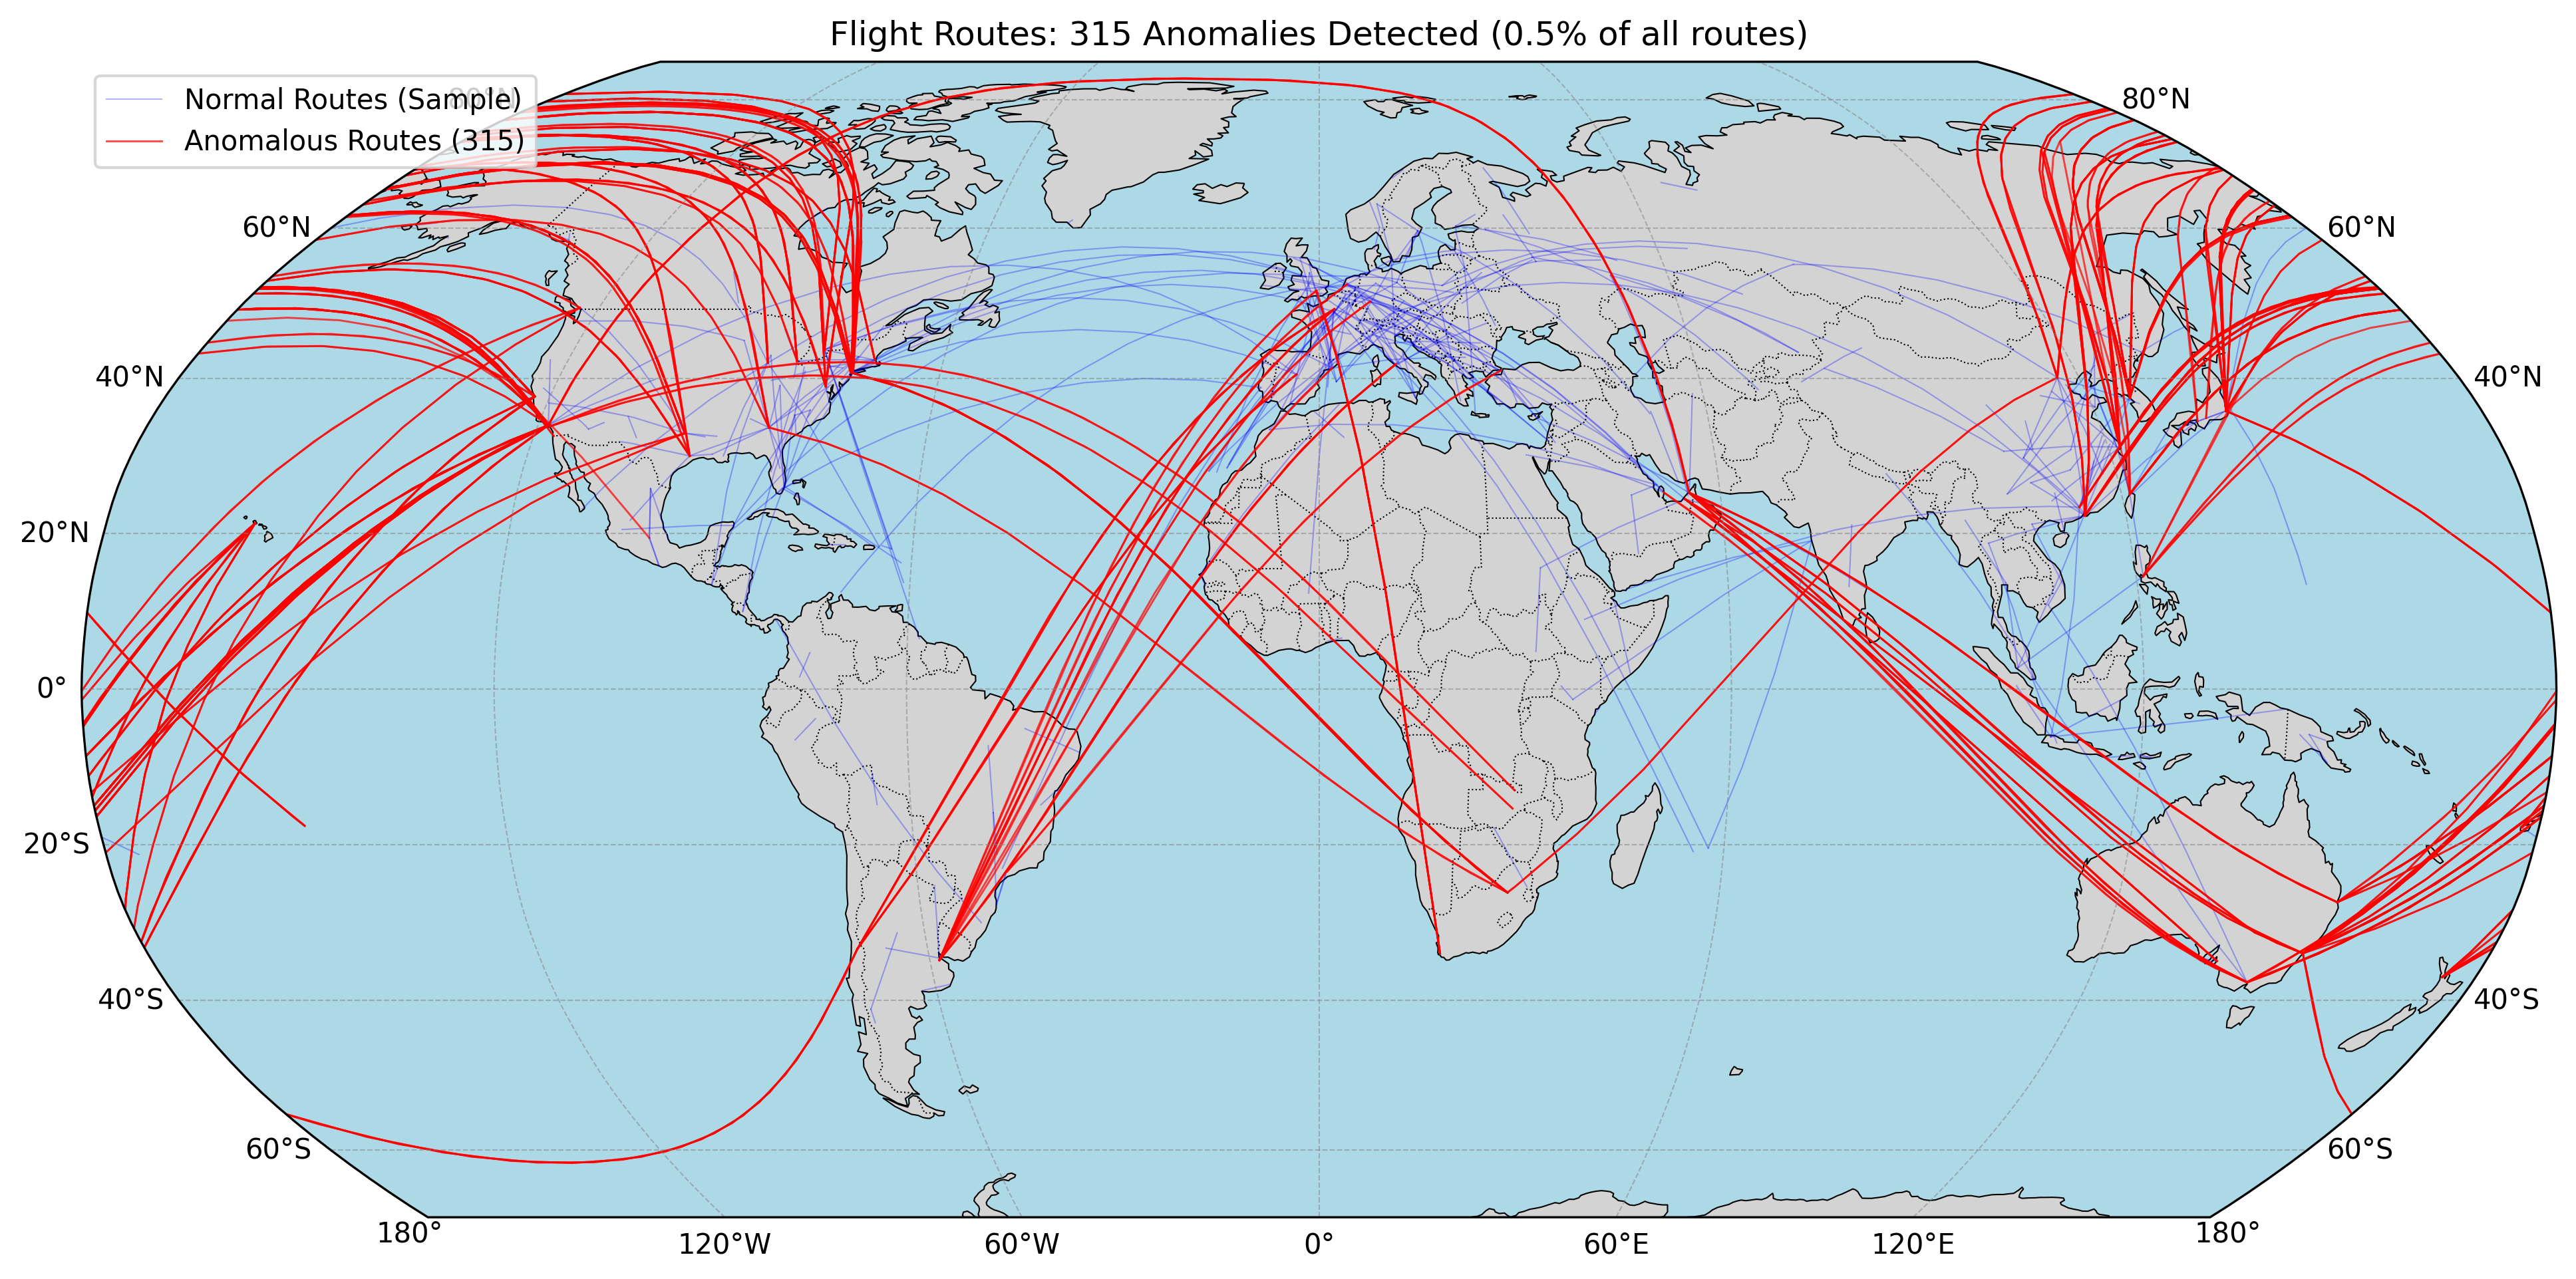 Flight Routes: 315 Anomalies Detected (0.5% of all routes)
Normal Routes (Sample)
Anomalous Routes (315)
80°N
80°N
60°N
60°N
40°N
40°N
20°N
0°
20°S
40°S
40°S
60°S
60°S
180°
120°W
60°W
0°
60°E
120°E
180°